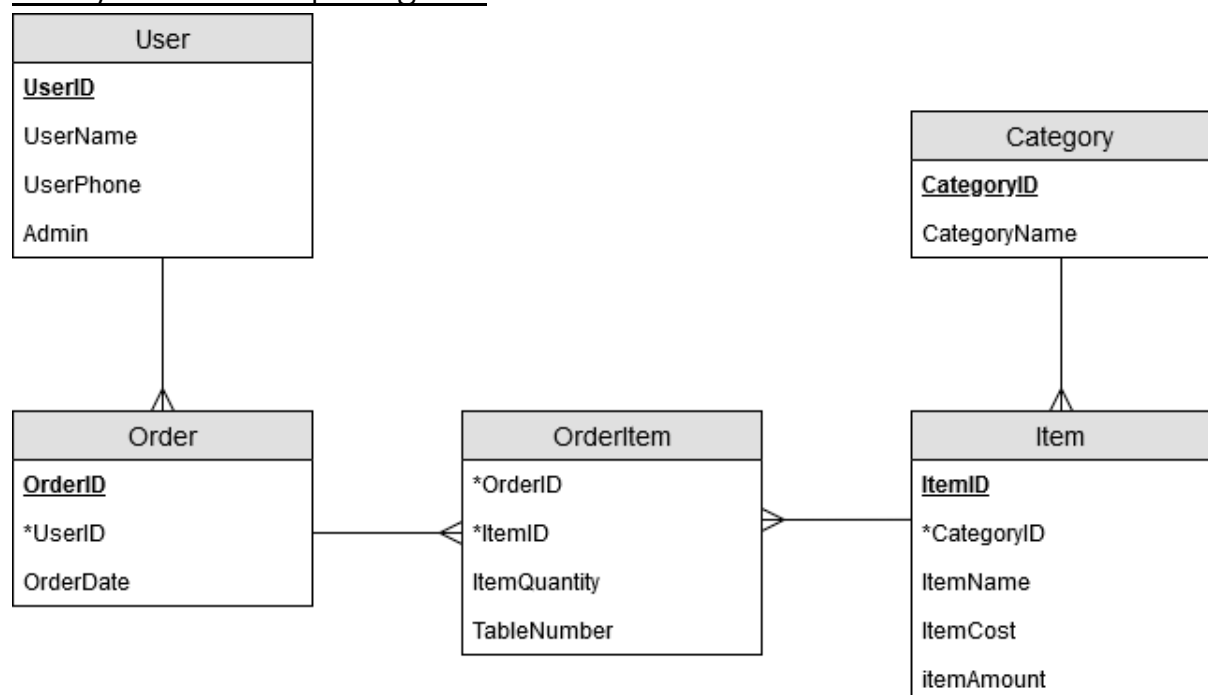 User
UserID
UserName
UserPhone
Admin
Category
CategoryID
CategoryName
Order
OrderID
*UserID
OrderDate
OrderItem
*OrderID
*ItemID
ItemQuantity
TableNumber
Item
ItemID
*CategoryID
ItemName
ItemCost
itemAmount